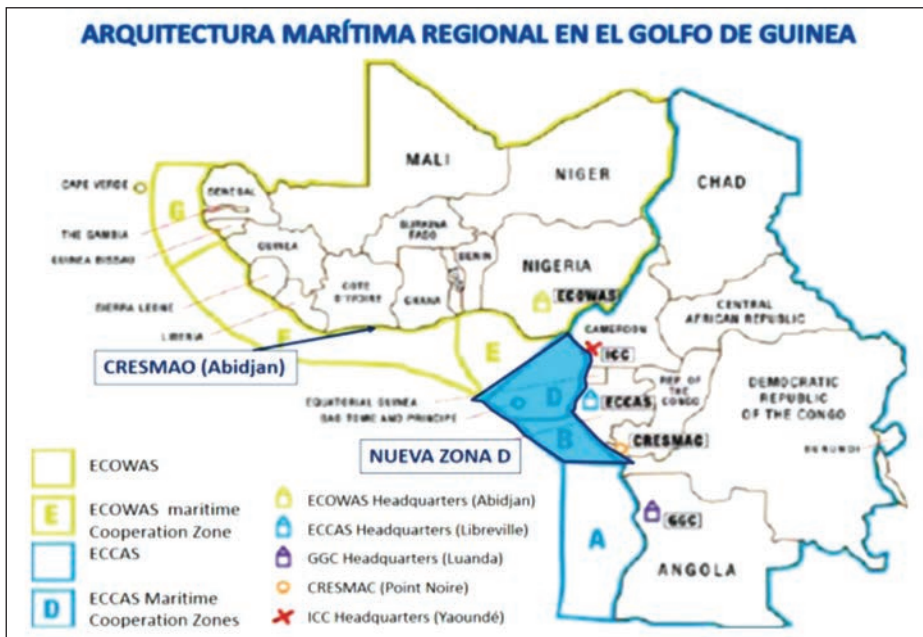 ARQUITECTURA MARÍTIMA REGIONAL EN EL GOLFO DE GUINEA
MALI
NIGER
CHAD
CAPE VERDE
SENEGAL
G
THE GAMBIA
GUINEA BISSAU
GUINEA
BURKINA
FASO
BENIN
NIGERIA
COTE
D'IVOIRE
GHANA
ECOWAS
SIERRA LEONE
LIBERIA
F
CENTRAL
AFRICAN REPUBLIC
CAMEROON
ICC
E
CRESMAO (Abidjan)
EQUATORIAL GUINEA
SAO TOME AND PRINCIPE
D
ECCAS
REP OF
THE
CONGO
DEMOCRATIC
REPUBLIC
OF THE CONGO
B
CRESMAC
BURUNDI
NUEVA ZONA D
A
GGC
ANGOLA
ECOWAS
E
ECOWAS maritime
Cooperation Zone
ECCAS
D
ECCAS Maritime
Cooperation Zones
ECOWAS Headquarters (Abidjan)
ECCAS Headquarters (Libreville)
GGC Headquarters (Luanda)
CRESMAC (Point Noire)
ICC Headquarters (Yaoundé)